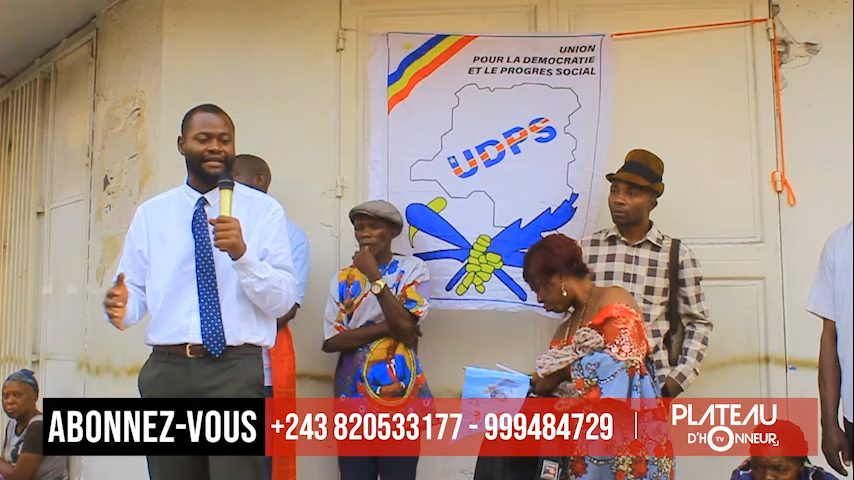 UNION
POUR LA DEMOCRATIE
ET LE PROGRES SOCIAL
UDPS
ABONNEZ-VOUS +243 820533177 - 999484729
PLATEAU
D'HONNEUR
TV